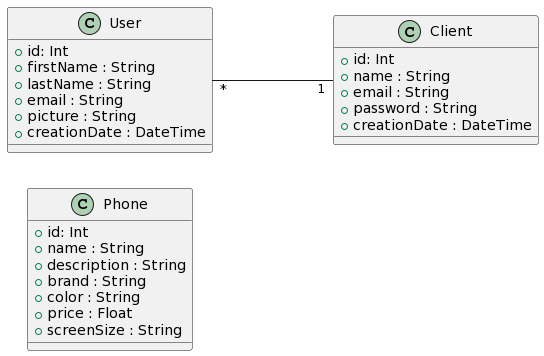 C User
+ id: Int
+ firstName : String
+ lastName : String
+ email : String
+ picture : String
+ creationDate : DateTime
* 1
C Client
+ id: Int
+ name : String
+ email : String
+ password : String
+ creationDate : DateTime
C Phone
+ id: Int
+ name : String
+ description : String
+ brand : String
+ color : String
+ price : Float
+ screenSize : String